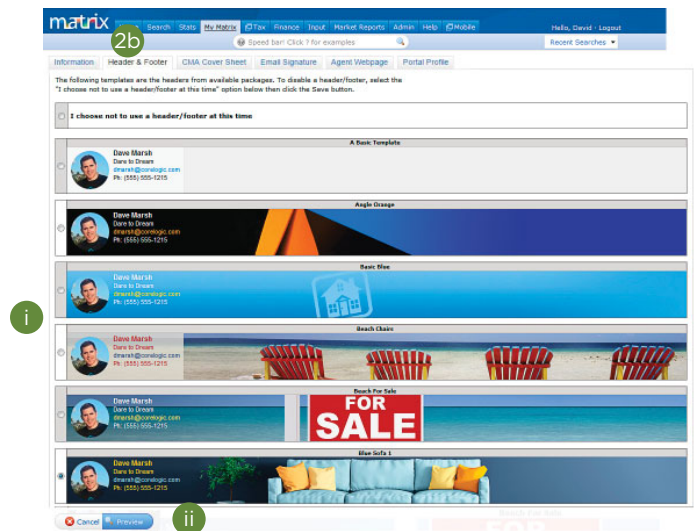 matrix
Search Stats My Matrix Tax Finance Input Market Reports Admin Help Mobile
Hello, David - Logout
2b
Speed bar! Click ? for examples
Recent Searches
Information Header & Footer CMA Cover Sheet Email Signature Agent Webpage Portal Profile
The following templates are the headers from available packages. To disable a header/footer, select the
"I choose not to use a header/footer at this time" option below then click the Save button.
I choose not to use a header/footer at this time
A Basic Template
Dave Marsh
Dare to Dream
dmarsh@corelogic.com
Ph: (555) 555-1215
Angle Orange
Dave Marsh
Dare to Dream
dmarsh@corelogic.com
Ph: (555) 555-1215
Basic Blue
Dave Marsh
Dare to Dream
dmarsh@corelogic.com
Ph: (555) 555-1215
i
Beach Chairs
Dave Marsh
Dare to Dream
dmarsh@corelogic.com
Ph: (555) 555-1215
Beach For Sale
Dave Marsh
Dare to Dream
dmarsh@corelogic.com
Ph: (555) 555-1215
FOR
SALE
Blue Sofa 1
Dave Marsh
Dare to Dream
dmarsh@corelogic.com
Ph: (555) 555-1215
Cancel Preview
ii
Beach For Sale
FOR